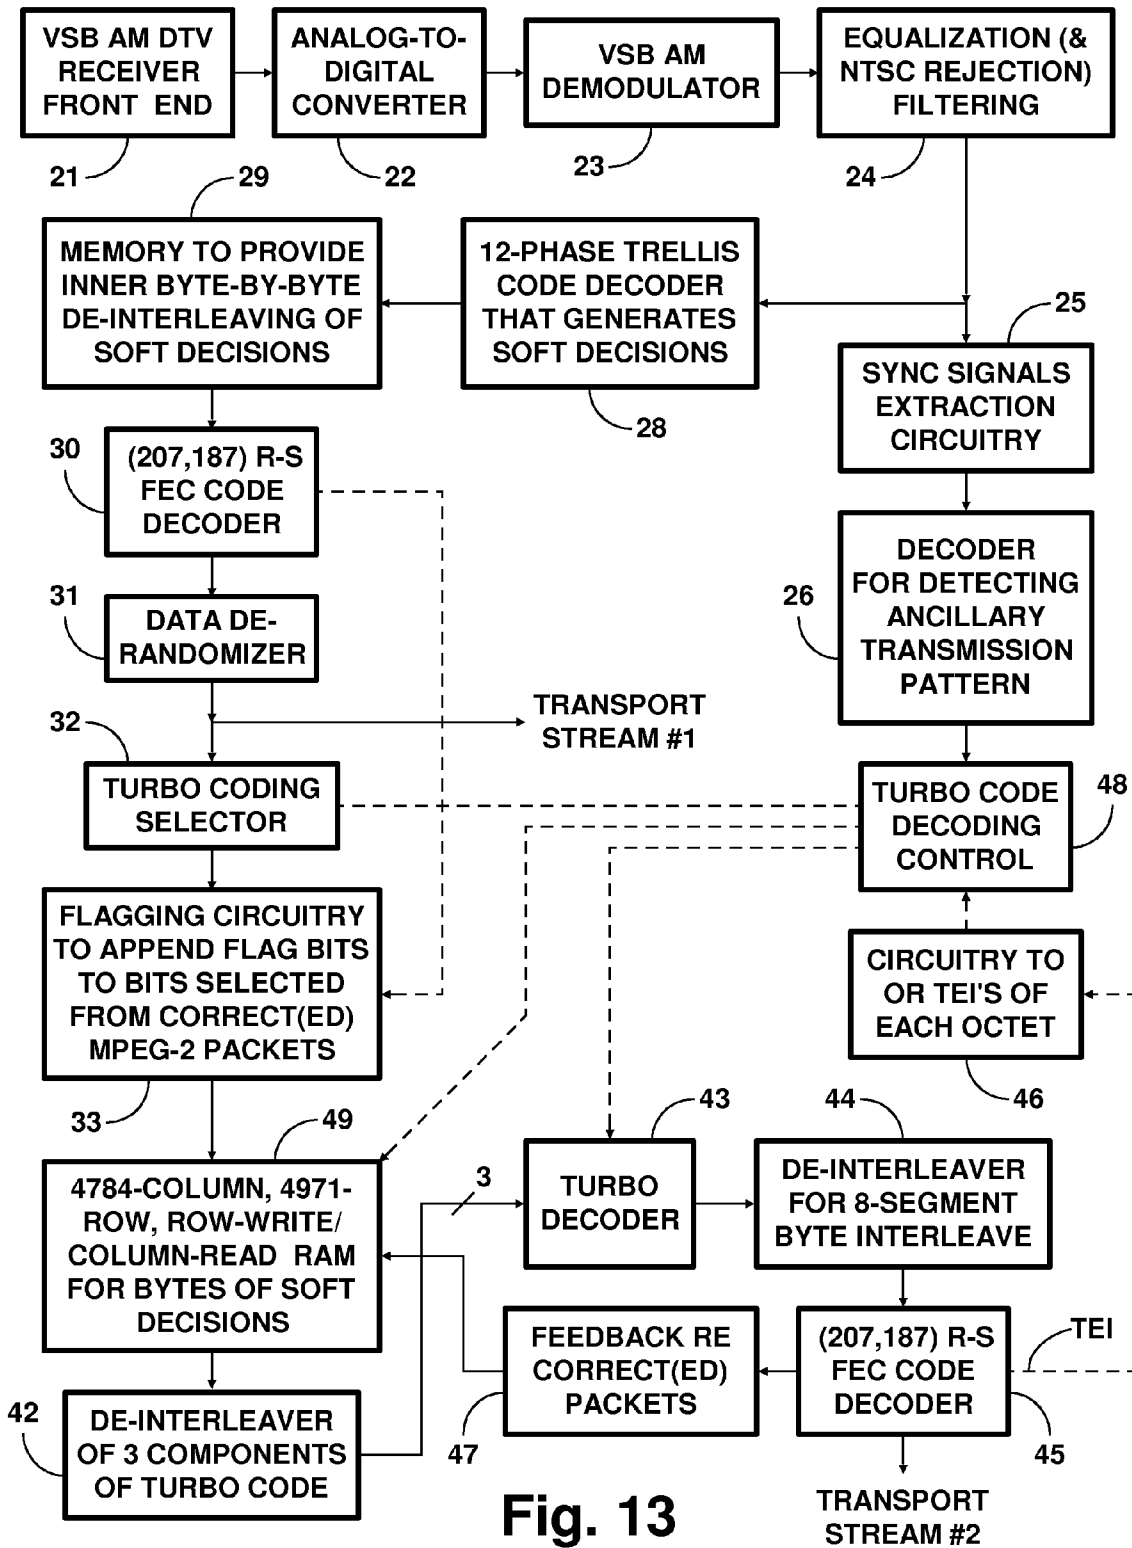 VSB AM DTV
RECEIVER
FRONT END
21
ANALOG-TO-
DIGITAL
CONVERTER
22
VSB AM
DEMODULATOR
23
EQUALIZATION (&
NTSC REJECTION)
FILTERING
24
29
MEMORY TO PROVIDE
INNER BYTE-BY-BYTE
DE-INTERLEAVING OF
SOFT DECISIONS
12-PHASE TRELLIS
CODE DECODER
THAT GENERATES
SOFT DECISIONS
28
25
SYNC SIGNALS
EXTRACTION
CIRCUITRY
30
(207,187) R-S
FEC CODE
DECODER
26
DECODER
FOR DETECTING
ANCILLARY
TRANSMISSION
PATTERN
31
DATA DE-
RANDOMIZER
TRANSPORT
STREAM #1
32
TURBO CODING
SELECTOR
TURBO CODE
DECODING
CONTROL
48
FLAGGING CIRCUITRY
TO APPEND FLAG BITS
TO BITS SELECTED
FROM CORRECT(ED)
MPEG-2 PACKETS
33
CIRCUITRY TO
OR TEI'S OF
EACH OCTET
46
49
4784-COLUMN, 4971-
ROW, ROW-WRITE/
COLUMN-READ RAM
FOR BYTES OF SOFT
DECISIONS
3
43
TURBO
DECODER
44
DE-INTERLEAVER
FOR 8-SEGMENT
BYTE INTERLEAVE
FEEDBACK RE
CORRECT(ED)
PACKETS
47
(207,187) R-S
FEC CODE
DECODER
45
TEI
42
DE-INTERLEAVER
OF 3 COMPONENTS
OF TURBO CODE
TRANSPORT
STREAM #2
Fig. 13